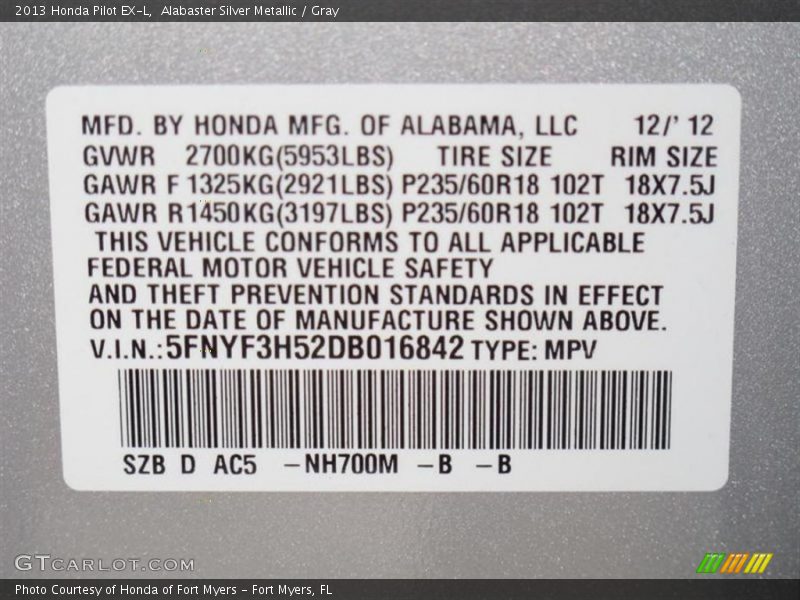 2013 Honda Pilot EX-L,  Alabaster Silver Metallic / Gray
MFD. BY HONDA MFG. OF ALABAMA, LLC 12/' 12
GVWR 2700KG(5953LBS) TIRE SIZE RIM SIZE
GAWR F 1325KG(2921LBS) P235/60R18 102T 18X7.5J
GAWR R1450KG(3197LBS) P235/60R18 102T 18X7.5J
THIS VEHICLE CONFORMS TO ALL APPLICABLE
FEDERAL MOTOR VEHICLE SAFETY
AND THEFT PREVENTION STANDARDS IN EFFECT
ON THE DATE OF MANUFACTURE SHOWN ABOVE.
V.I.N.:5FNYF3H52DB016842 TYPE: MPV
SZB D AC5 -NH700M -B -B
GTCARLOT.COM
Photo Courtesy of Honda of Fort Myers - Fort Myers, FL